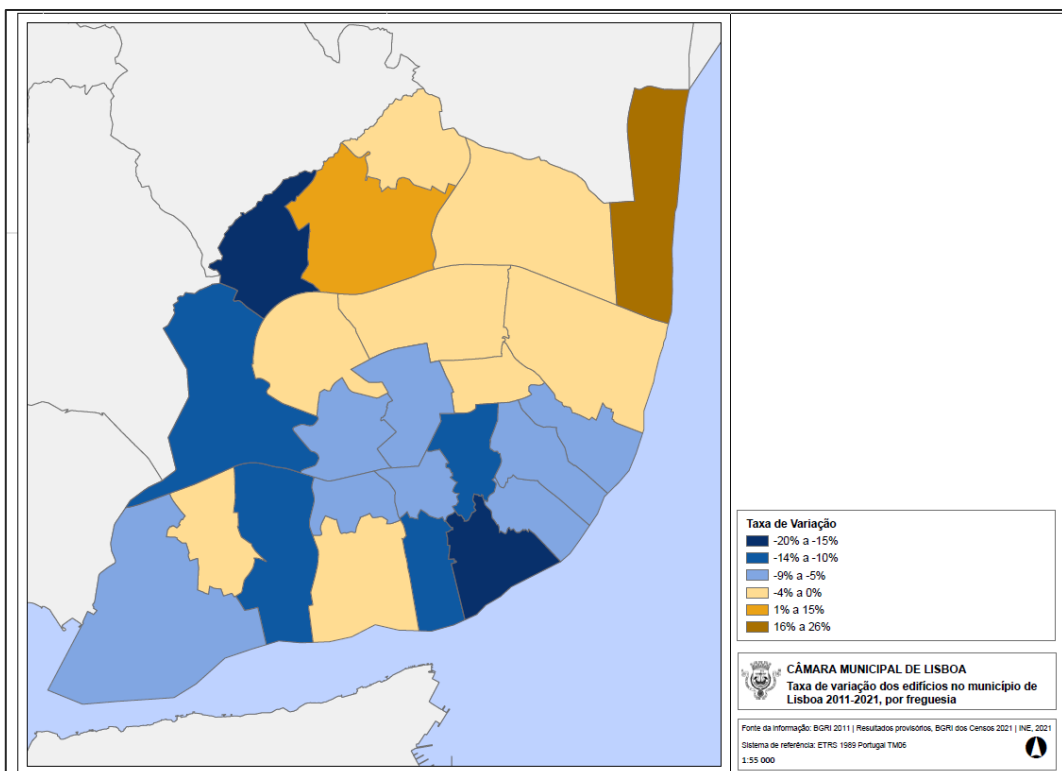 Taxa de Variação
-20% a -15%
-14% a -10%
-9% a -5%
-4% a 0%
1% a 15%
16% a 26%
CÂMARA MUNICIPAL DE LISBOA
Taxa de variação dos edifícios no município de
Lisboa 2011-2021, por freguesia
Fonte da Informação: BGRI 2011 | Resultados provisórios, BGRI dos Censos 2021 | INE, 2021
Sistema de referência: ETRS 1989 Portugal TM06
1:55 000